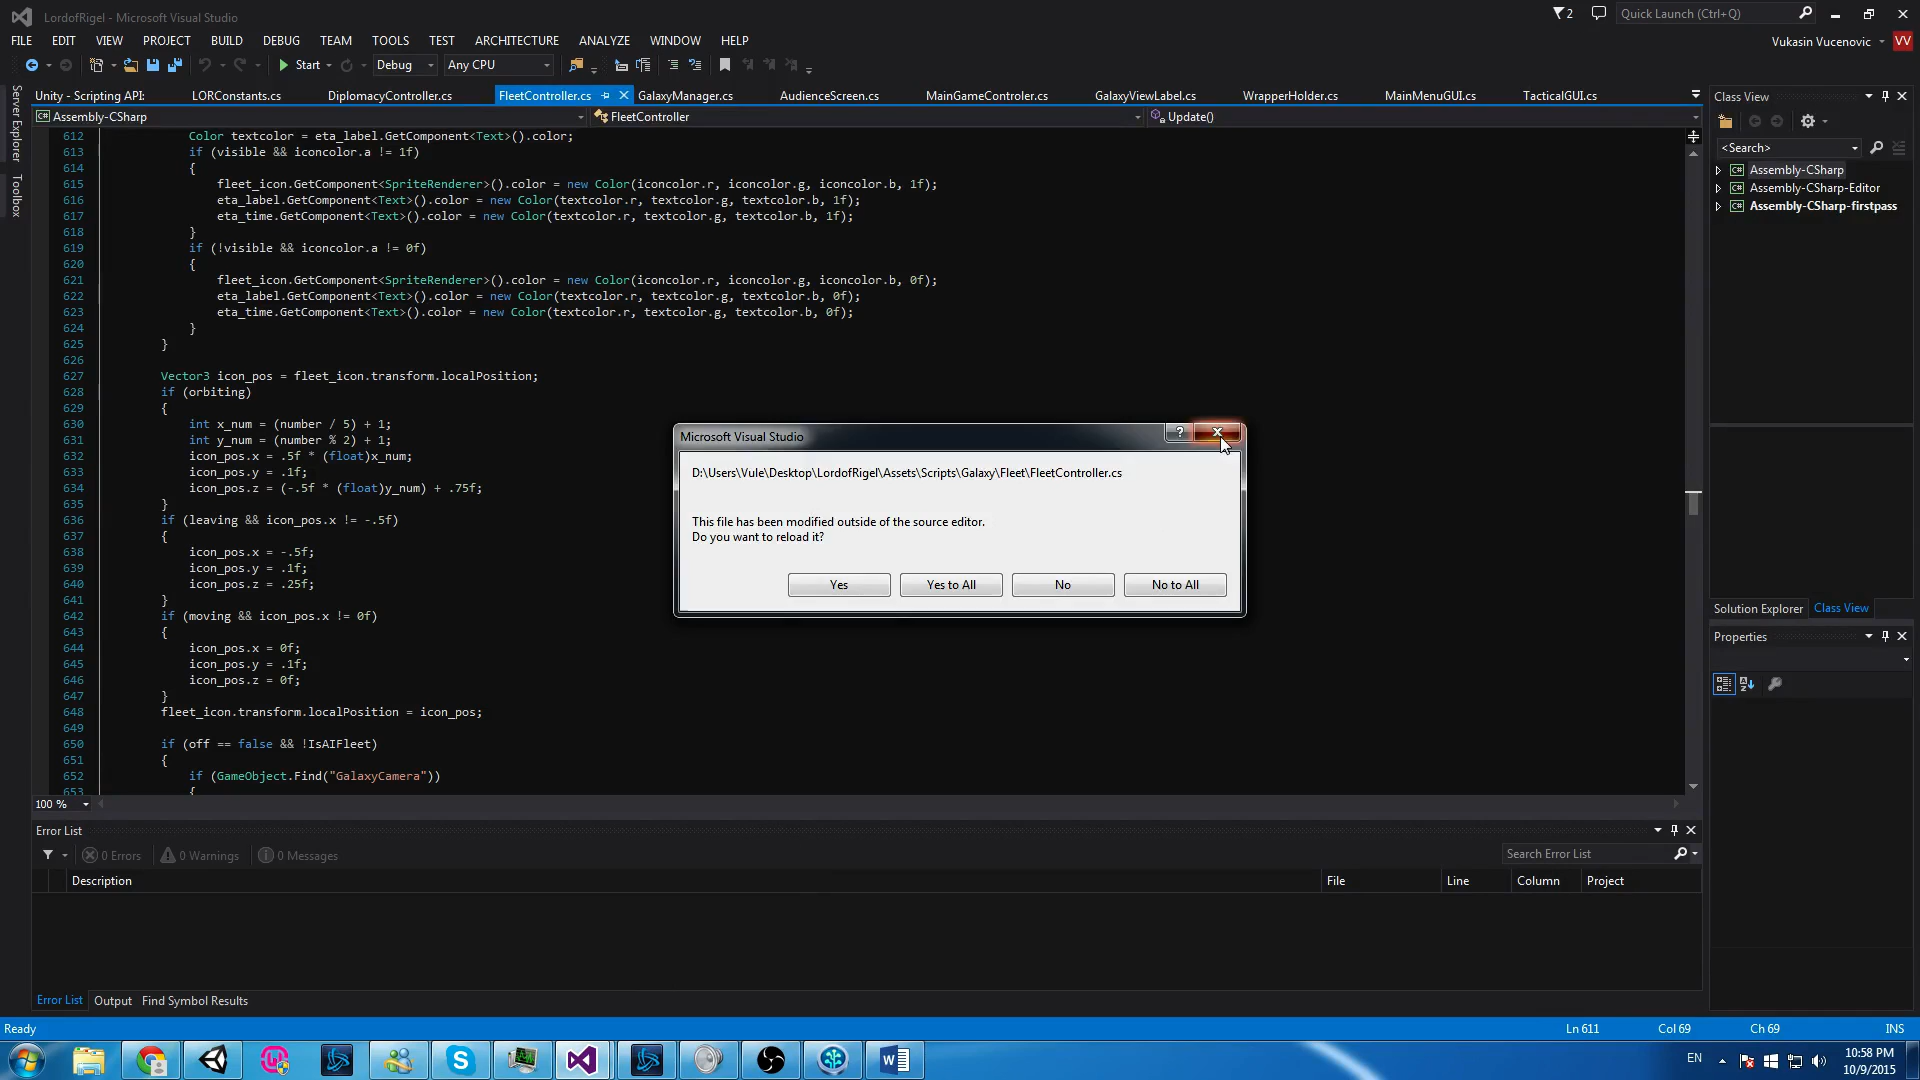 LordofRigel - Microsoft Visual Studio
2
Quick Launch (Ctrl+Q)
FILE EDIT VIEW PROJECT BUILD DEBUG TEAM TOOLS TEST ARCHITECTURE ANALYZE WINDOW HELP
Vukasin Vucenovic VV
Start Debug Any CPU
Server Explorer
Toolbox
Unity - Scripting API: LORConstants.cs DiplomacyController.cs FleetController.cs GalaxyManager.cs AudienceScreen.cs MainGameControler.cs GalaxyViewLabel.cs WrapperHolder.cs MainMenuGUI.cs TacticalGUI.cs
Assembly-CSharp FleetController Update()
612 Color textcolor = eta_label.GetComponent<Text>().color;
613 if (visible && iconcolor.a != 1f)
614 {
615 fleet_icon.GetComponent<SpriteRenderer>().color = new Color(iconcolor.r, iconcolor.g, iconcolor.b, 1f);
616 eta_label.GetComponent<Text>().color = new Color(textcolor.r, textcolor.g, textcolor.b, 1f);
617 eta_time.GetComponent<Text>().color = new Color(textcolor.r, textcolor.g, textcolor.b, 1f);
618 }
619 if (!visible && iconcolor.a != 0f)
620 {
621 fleet_icon.GetComponent<SpriteRenderer>().color = new Color(iconcolor.r, iconcolor.g, iconcolor.b, 0f);
622 eta_label.GetComponent<Text>().color = new Color(textcolor.r, textcolor.g, textcolor.b, 0f);
623 eta_time.GetComponent<Text>().color = new Color(textcolor.r, textcolor.g, textcolor.b, 0f);
624 }
625 }
626
627 Vector3 icon_pos = fleet_icon.transform.localPosition;
628 if (orbiting)
629 {
630 int x_num = (number / 5) + 1;
631 int y_num = (number % 2) + 1;
632 icon_pos.x = .5f * (float)x_num;
633 icon_pos.y = .1f;
634 icon_pos.z = (-.5f * (float)y_num) + .75f;
635 }
636 if (leaving && icon_pos.x != -.5f)
637 {
638 icon_pos.x = -.5f;
639 icon_pos.y = .1f;
640 icon_pos.z = .25f;
641 }
642 if (moving && icon_pos.x != 0f)
643 {
644 icon_pos.x = 0f;
645 icon_pos.y = .1f;
646 icon_pos.z = 0f;
647 }
648 fleet_icon.transform.localPosition = icon_pos;
649
650 if (off == false && !IsAIFleet)
651 {
652 if (GameObject.Find("GalaxyCamera"))
653 {
100 %
Microsoft Visual Studio
D:\Users\Vule\Desktop\LordofRigel\Assets\Scripts\Galaxy\Fleet\FleetController.cs
This file has been modified outside of the source editor.
Do you want to reload it?
Yes Yes to All No No to All
Class View
<Search>
Assembly-CSharp
Assembly-CSharp-Editor
Assembly-CSharp-firstpass
Solution Explorer Class View
Properties
Error List
0 Errors 0 Warnings 0 Messages
Search Error List
Description File Line Column Project
Error List Output Find Symbol Results
Ready Ln 611 Col 69 Ch 69 INS
EN
10:58 PM
10/9/2015